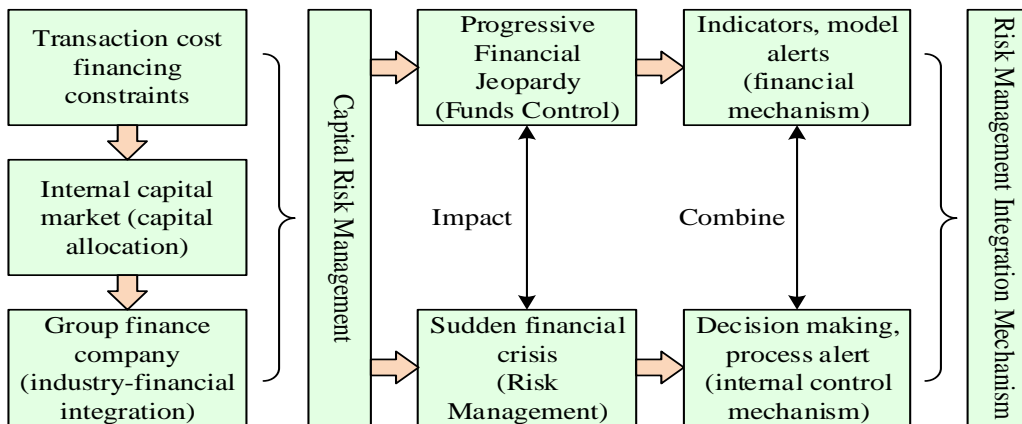 Transaction cost
financing
constraints
Internal capital
market (capital
allocation)
Group finance
company
(industry-financial
integration)
Capital Risk Management
Progressive
Financial
Jeopardy
(Funds Control)
Impact
Sudden financial
crisis
(Risk
Management)
Indicators, model
alerts
(financial
mechanism)
Combine
Decision making,
process alert
(internal control
mechanism)
Risk Management Integration Mechanism